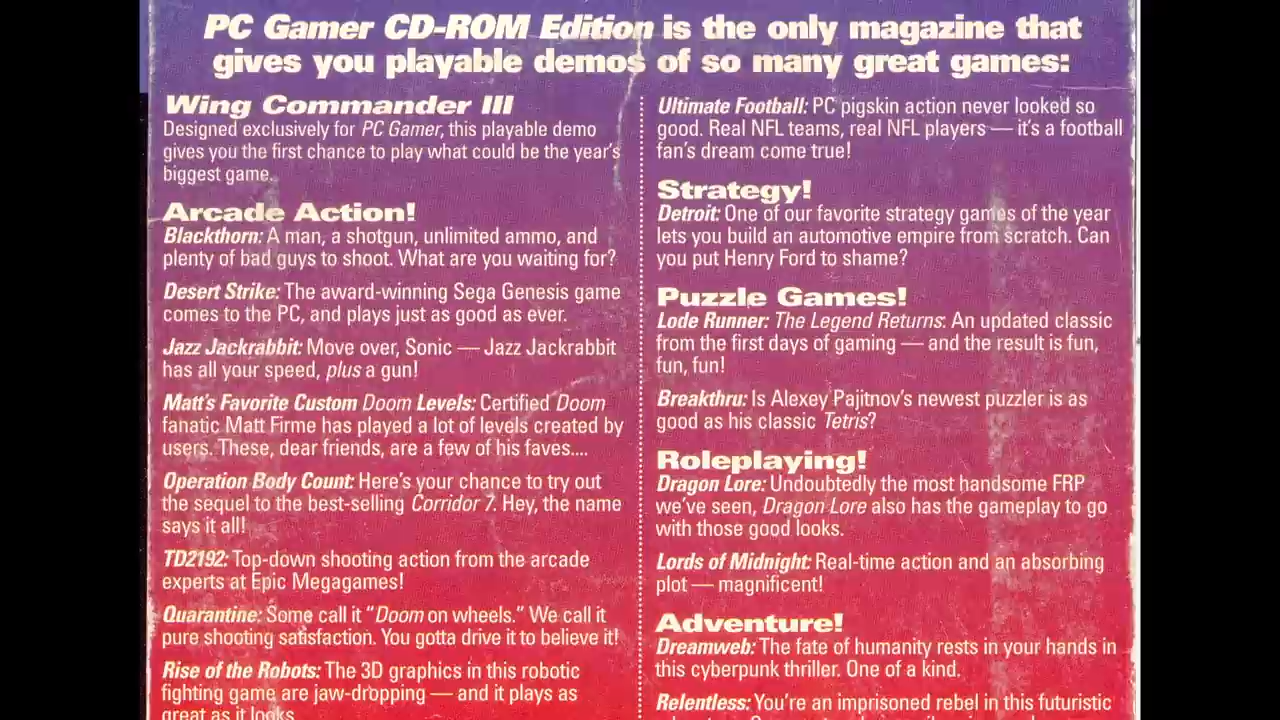 PC Gamer CD-ROM Edition is the only magazine that
gives you playable demos of so many great games:
Wing Commander III
Designed exclusively for PC Gamer, this playable demo
gives you the first chance to play what could be the year's
biggest game.
Arcade Action!
Blackthorn: A man, a shotgun, unlimited ammo, and
plenty of bad guys to shoot. What are you waiting for?
Desert Strike: The award-winning Sega Genesis game
comes to the PC, and plays just as good as ever.
Jazz Jackrabbit: Move over, Sonic — Jazz Jackrabbit
has all your speed, plus a gun!
Matt's Favorite Custom Doom Levels: Certified Doom
fanatic Matt Firme has played a lot of levels created by
users. These, dear friends, are a few of his faves....
Operation Body Count: Here's your chance to try out
the sequel to the best-selling Corridor 7. Hey, the name
says it all!
TD2192: Top-down shooting action from the arcade
experts at Epic Megagames!
Quarantine: Some call it "Doom on wheels." We call it
pure shooting satisfaction. You gotta drive it to believe it!
Rise of the Robots: The 3D graphics in this robotic
fighting game are jaw-dropping — and it plays as
great as it looks
Ultimate Football: PC pigskin action never looked so
good. Real NFL teams, real NFL players — it's a football
fan's dream come true!
Strategy!
Detroit: One of our favorite strategy games of the year
lets you build an automotive empire from scratch. Can
you put Henry Ford to shame?
Puzzle Games!
Lode Runner: The Legend Returns: An updated classic
from the first days of gaming — and the result is fun,
fun, fun!
Breakthru: Is Alexey Pajitnov's newest puzzler is as
good as his classic Tetris?
Roleplaying!
Dragon Lore: Undoubtedly the most handsome FRP
we've seen, Dragon Lore also has the gameplay to go
with those good looks.
Lords of Midnight: Real-time action and an absorbing
plot — magnificent!
Adventure!
Dreamweb: The fate of humanity rests in your hands in
this cyberpunk thriller. One of a kind.
Relentless: You're an imprisoned rebel in this futuristic